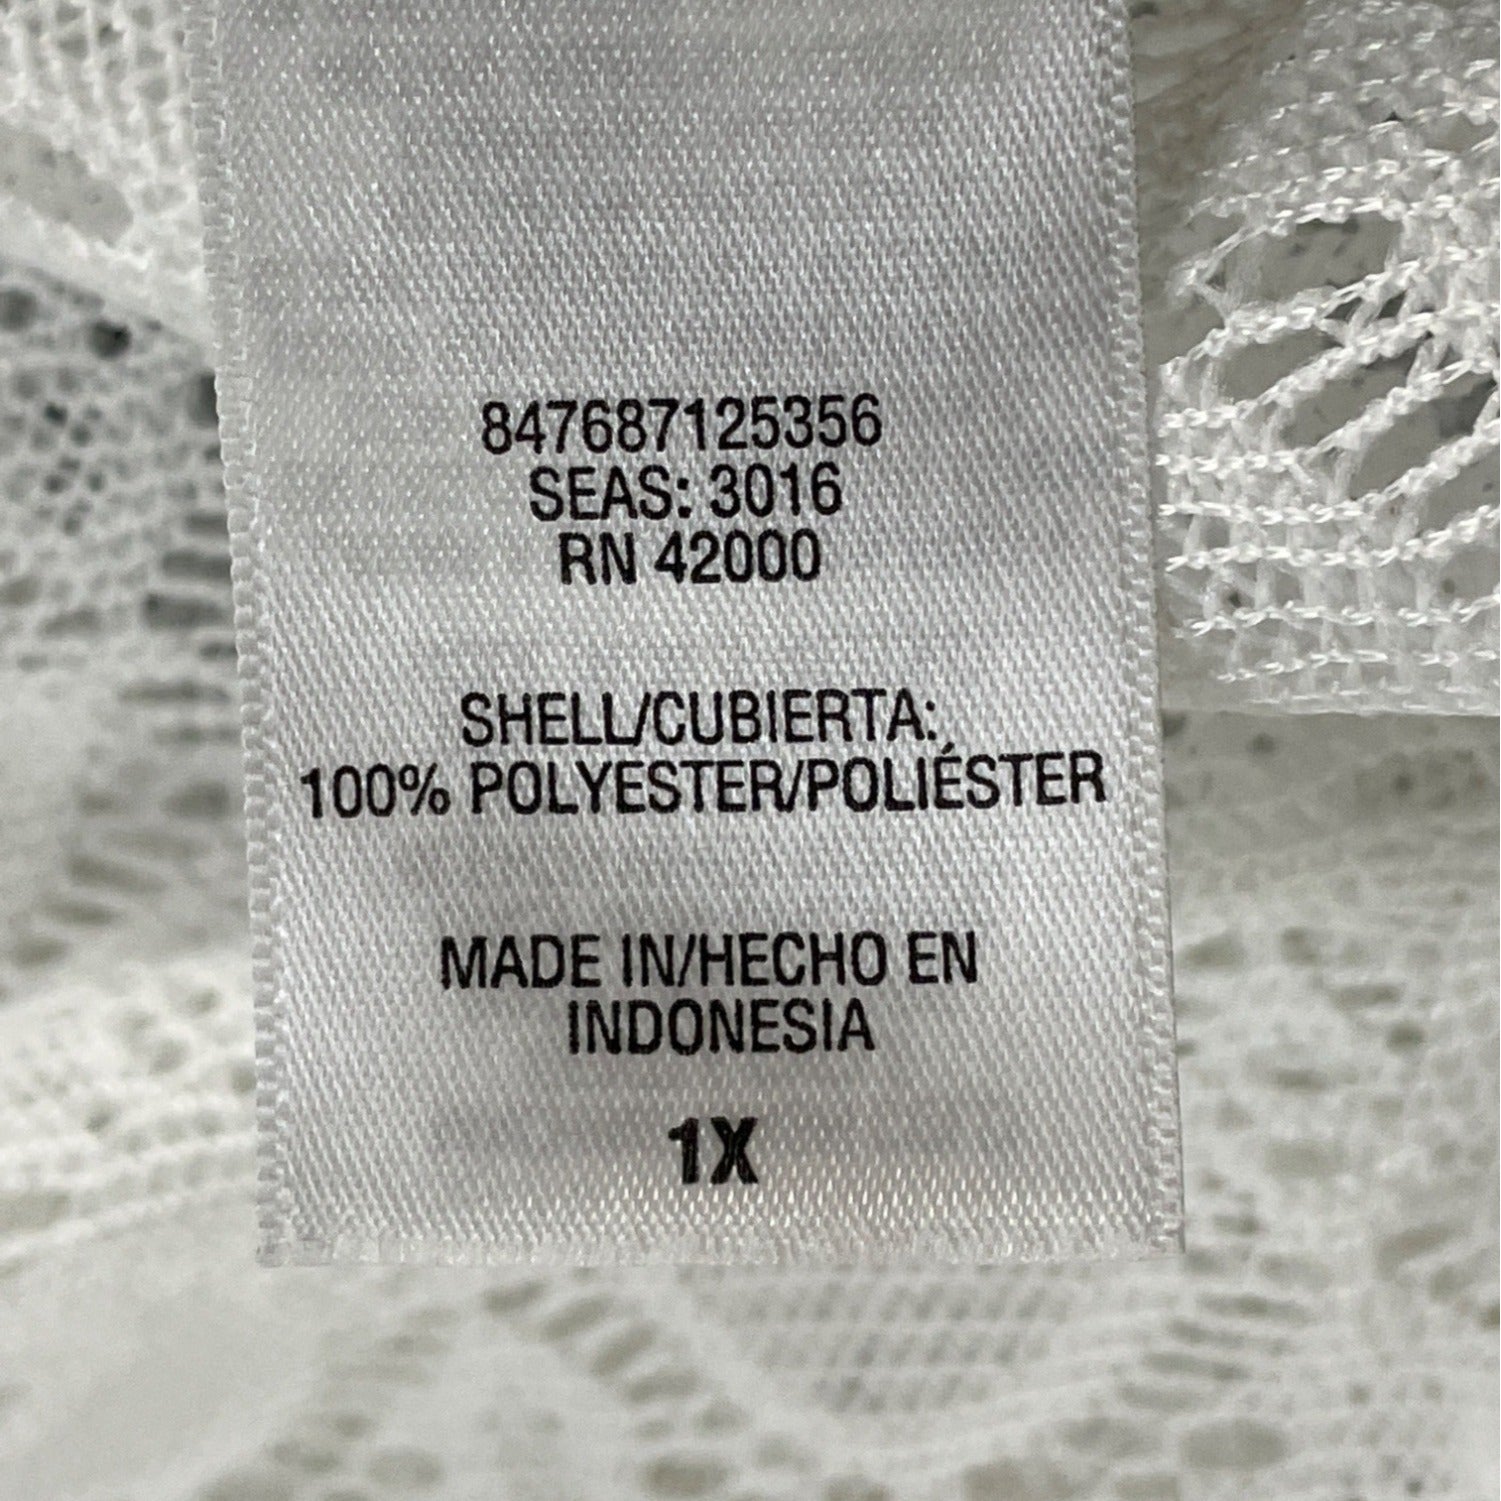 847687125356
SEAS: 3016
RN 42000
SHELL/CUBIERTA:
100% POLYESTER/POLIÉSTER
MADE IN/HECHO EN
INDONESIA
1X